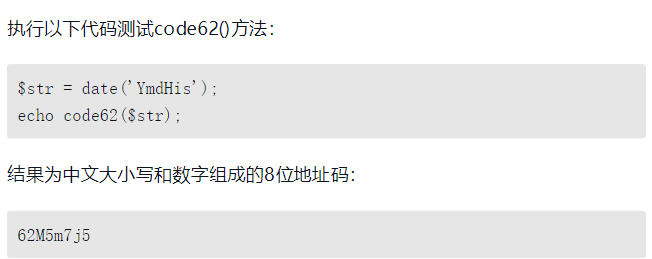 执行以下代码测试code62()方法：
$str = date('YmdHis');
echo code62($str);
结果为中文大小写和数字组成的8位地址码：
62M5m7j5